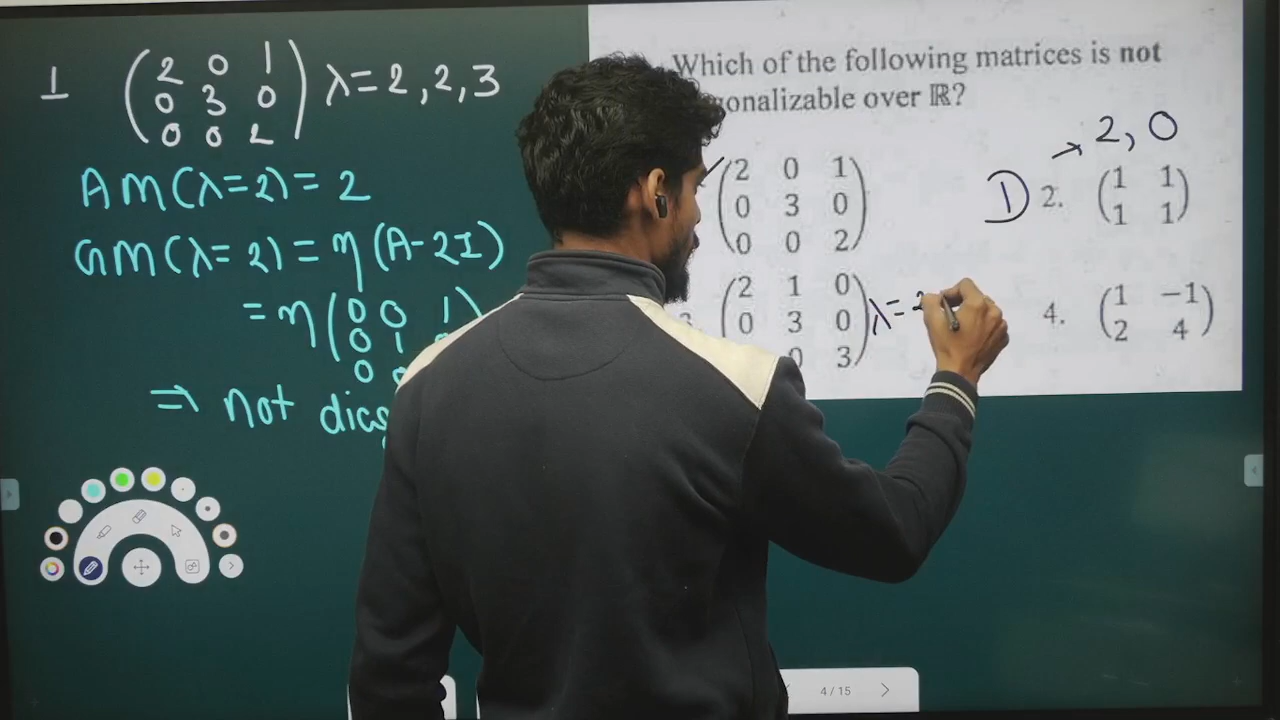 1 (2 0 1) λ=2,2,3
(0 3 0)
(0 0 2)
AM(λ=2)=2
GM(λ=2)=η(A-2I)
=η(0 0 1
0 1
0
⇒ not diag
Which of the following matrices is not
gonalizable over ℝ?
✓(2 0 1)
(0 3 0)
(0 0 2)
→ 2, 0
D 2. (1 1)
(1 1)
(2 1 0)
(0 3 0) λ=
0 3)
4. (1 −1)
(2 4)
4 / 15